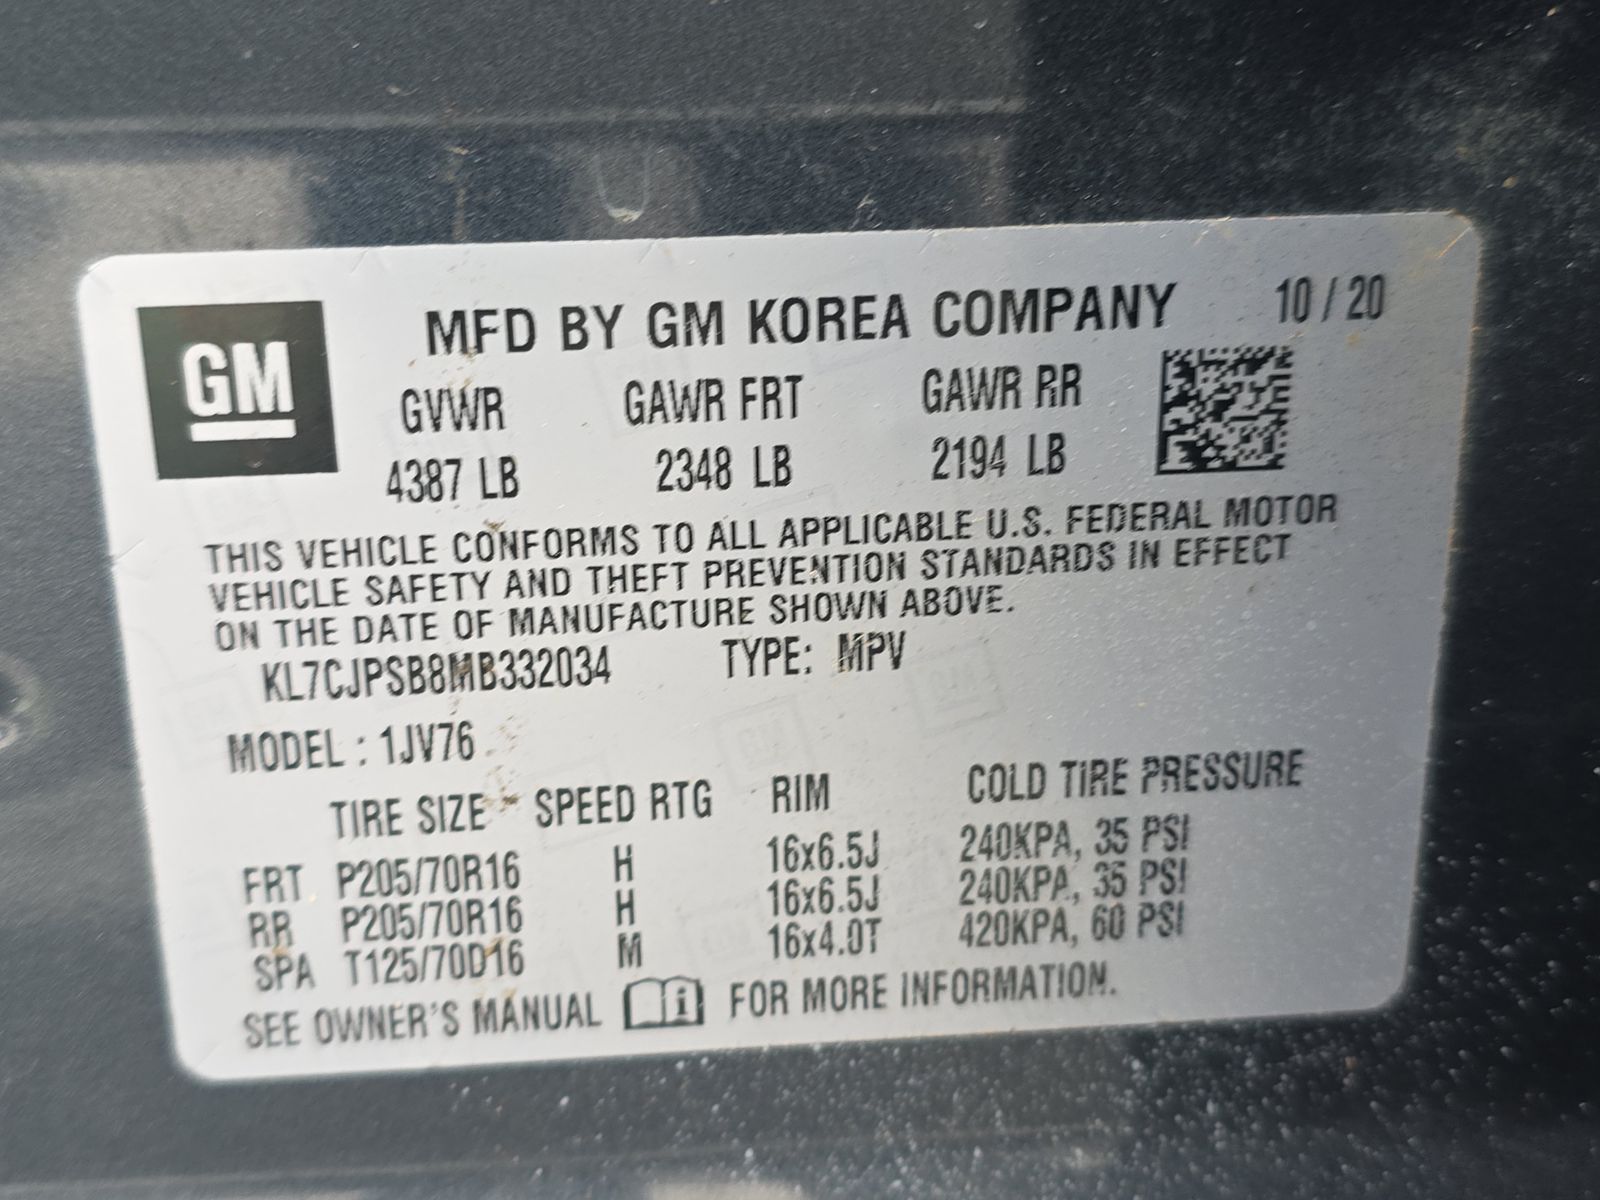 GM
MFD BY GM KOREA COMPANY 10 / 20
GVWR GAWR FRT GAWR RR
4387 LB 2348 LB 2194 LB
THIS VEHICLE CONFORMS TO ALL APPLICABLE U.S. FEDERAL MOTOR
VEHICLE SAFETY AND THEFT PREVENTION STANDARDS IN EFFECT
ON THE DATE OF MANUFACTURE SHOWN ABOVE.
KL7CJPSB8MB332034 TYPE: MPV
MODEL : 1JV76
TIRE SIZE SPEED RTG RIM COLD TIRE PRESSURE
FRT P205/70R16 H 16x6.5J 240KPA, 35 PSI
RR P205/70R16 H 16x6.5J 240KPA, 35 PSI
SPA T125/70D16 M 16x4.0T 420KPA, 60 PSI
SEE OWNER'S MANUAL i FOR MORE INFORMATION.